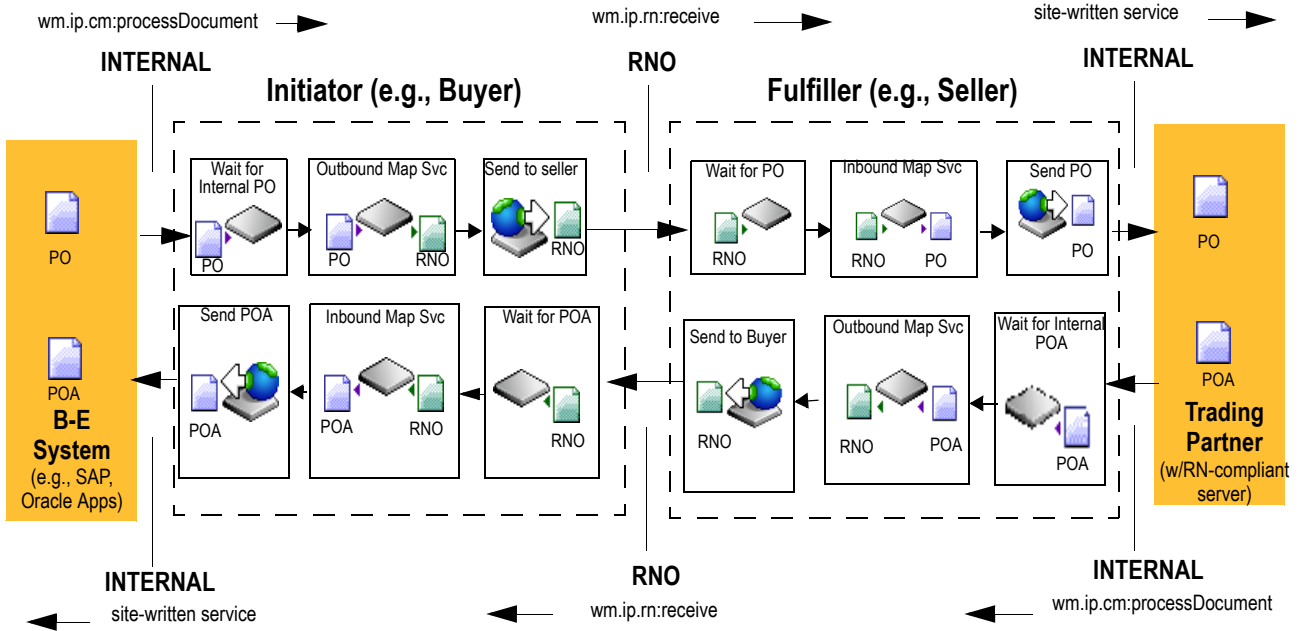 wm.ip.cm:processDocument
wm.ip.rn:receive
site-written service
INTERNAL
RNO
INTERNAL
Initiator (e.g., Buyer)
Fulfiller (e.g., Seller)
PO
POA
B-E
System
(e.g., SAP,
Oracle Apps)
Wait for
Internal PO
PO
Outbound Map Svc
PO
RNO
Send to seller
RNO
Wait for PO
RNO
Inbound Map Svc
RNO
PO
Send PO
PO
Send POA
POA
Inbound Map Svc
POA
RNO
Wait for POA
RNO
Send to Buyer
RNO
Outbound Map Svc
RNO
POA
Wait for Internal
POA
POA
PO
POA
Trading
Partner
(w/RN-compliant
server)
INTERNAL
site-written service
RNO
wm.ip.rn:receive
INTERNAL
wm.ip.cm:processDocument